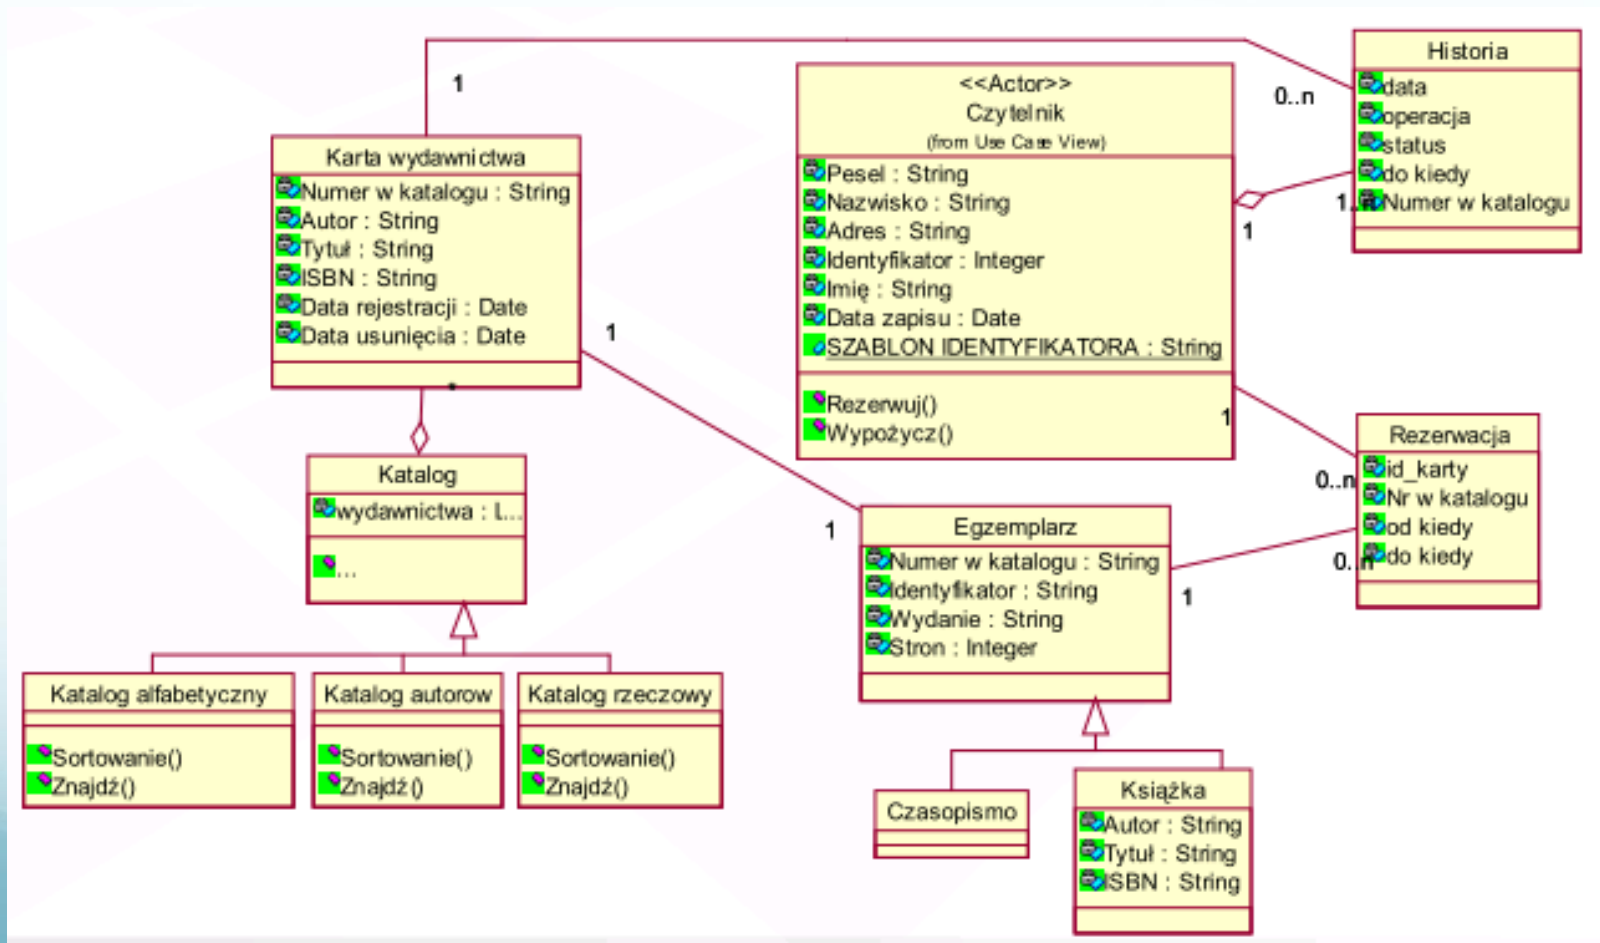 1
Karta wydawnictwa
Numer w katalogu : String
Autor : String
Tytuł : String
ISBN : String
Data rejestracji : Date
Data usunięcia : Date
*
1
Katalog
wydawnictwa : L...
...
Katalog alfabetyczny
Sortowanie()
Znajdź()
Katalog autorow
Sortowanie()
Znajdź()
Katalog rzeczowy
Sortowanie()
Znajdź()
<<Actor>>
Czytelnik
(from Use Case View)
Pesel : String
Nazwisko : String
Adres : String
Identyfikator : Integer
Imię : String
Data zapisu : Date
SZABLON IDENTYFIKATORA : String
Rezerwuj()
Wypożycz()
1
1
0..n
1..n
Historia
data
operacja
status
do kiedy
Numer w katalogu
0..n
0..n
Rezerwacja
id_karty
Nr w katalogu
od kiedy
do kiedy
1
1
Egzemplarz
Numer w katalogu : String
Identyfikator : String
Wydanie : String
Stron : Integer
Czasopismo
Książka
Autor : String
Tytuł : String
ISBN : String